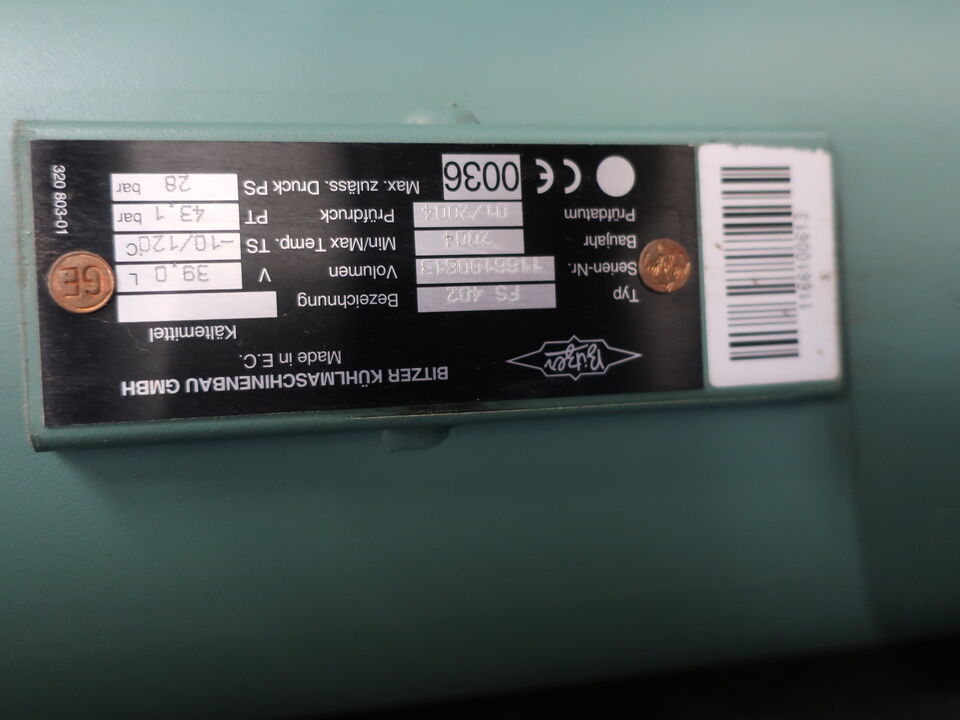 Bitzer
BITZER KÜHLMASCHINENBAU GMBH
Made in E.C.
Kältemittel
Typ FS 402 Bezeichnung
Serien-Nr. 1166100613 Volumen V 39,0 L
Baujahr 2004 Min/Max Temp. TS -10/120C
Prüfdatum 01/2004 Prüfdruck PT 43,1 bar
CE 0036 Max. zuläss. Druck PS 28 bar
320 803-01
GE
H
1166100613